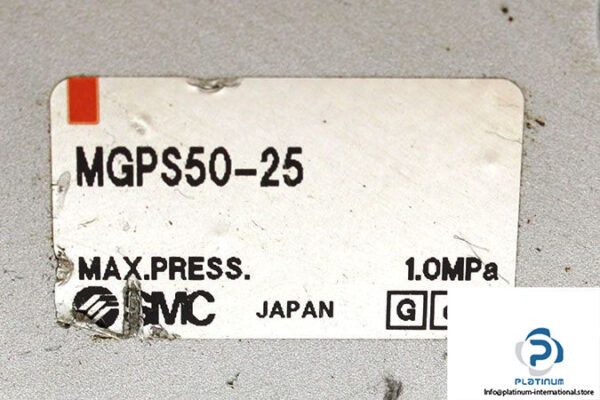 MGPS50-25
MAX.PRESS. 1.0MPa
SMC JAPAN G
PLATINUM
Info@platinum-international.store